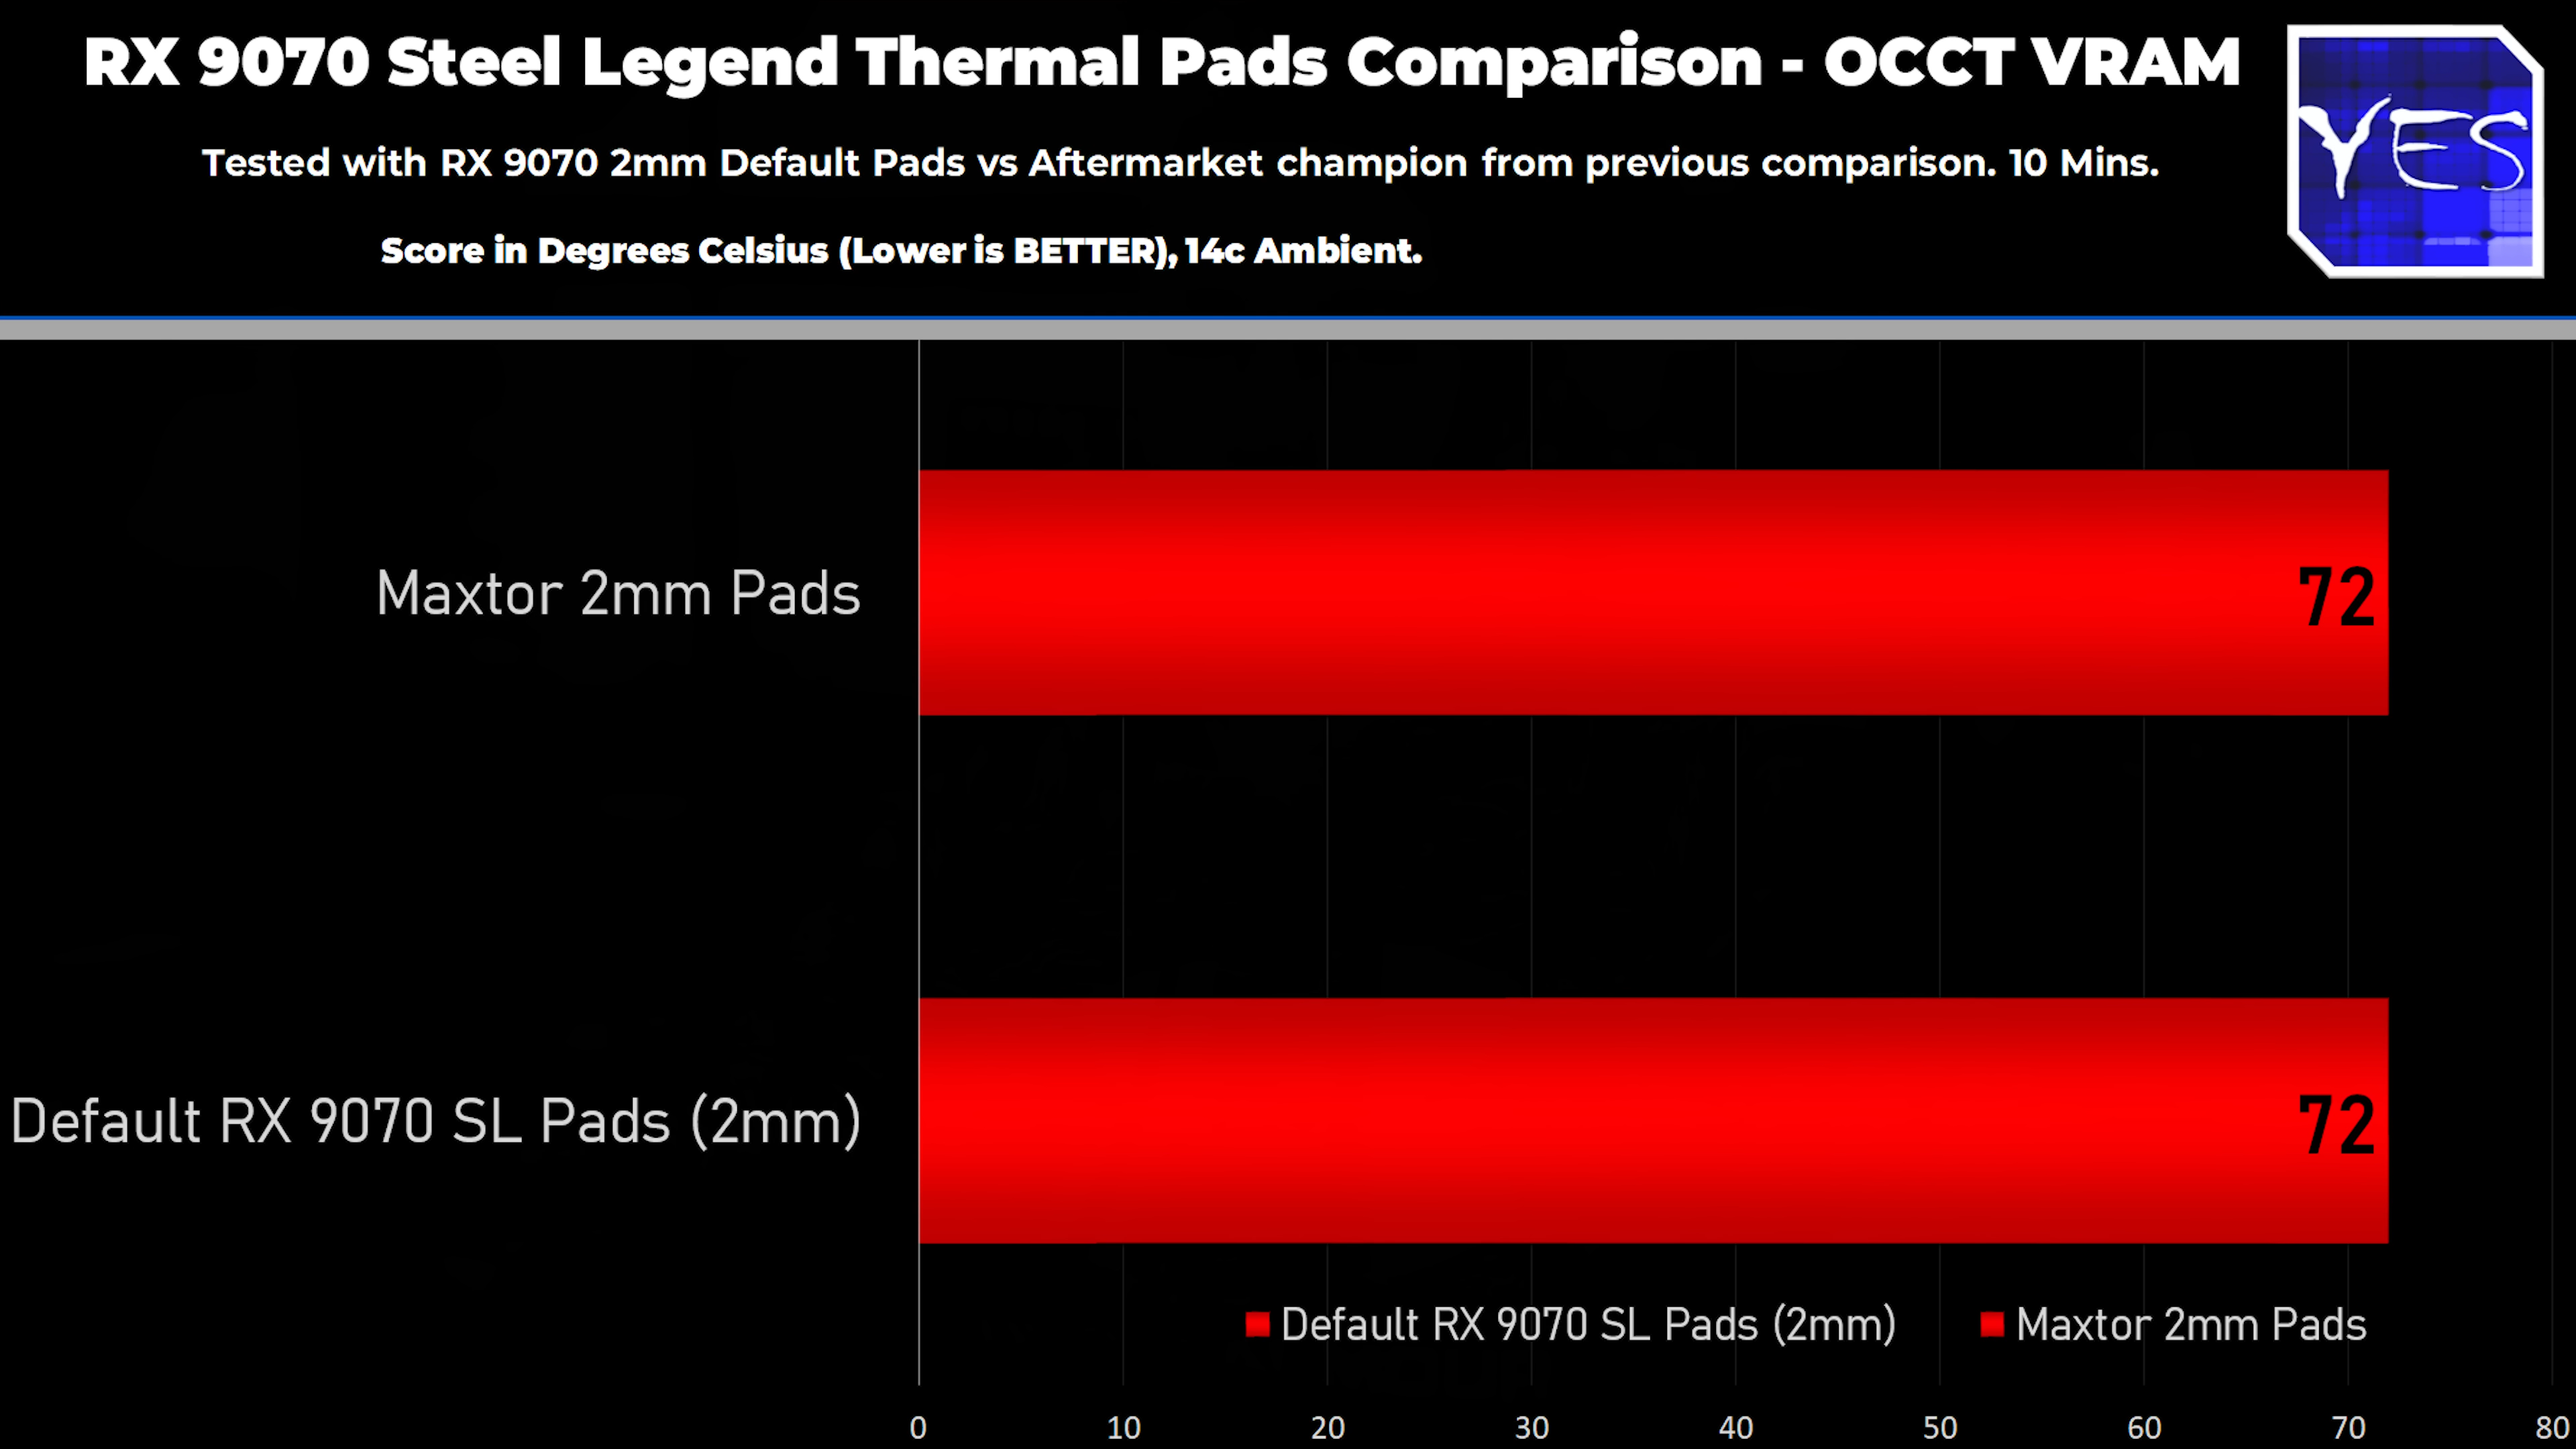 RX 9070 Steel Legend Thermal Pads Comparison - OCCT VRAM
YES
Tested with RX 9070 2mm Default Pads vs Aftermarket champion from previous comparison. 10 Mins.
Score in Degrees Celsius (Lower is BETTER), 14c Ambient.
Maxtor 2mm Pads
72
Default RX 9070 SL Pads (2mm)
72
Default RX 9070 SL Pads (2mm) Maxtor 2mm Pads
0 10 20 30 40 50 60 70 80